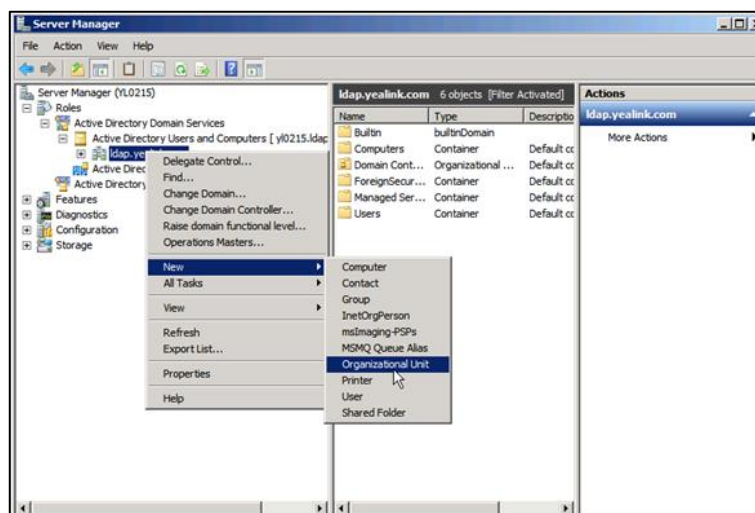 Server Manager
File Action View Help
Server Manager (YL0215)
Roles
Active Directory Domain Services
Active Directory Users and Computers [ yl0215.ldap
ldap.ye
Active Direc
Active Directory
Features
Diagnostics
Configuration
Storage
Delegate Control...
Find...
Change Domain...
Change Domain Controller...
Raise domain functional level...
Operations Masters...
New
All Tasks
View
Refresh
Export List...
Properties
Help
Computer
Contact
Group
InetOrgPerson
msImaging-PSPs
MSMQ Queue Alias
Organizational Unit
Printer
User
Shared Folder
ldap.yealink.com 6 objects [Filter Activated]
Name Type Descriptio
Builtin builtinDomain
Computers Container Default cc
Domain Cont... Organizational ... Default cc
ForeignSecur... Container Default cc
Managed Ser... Container Default cc
Users Container Default cc
Actions
ldap.yealink.com
More Actions